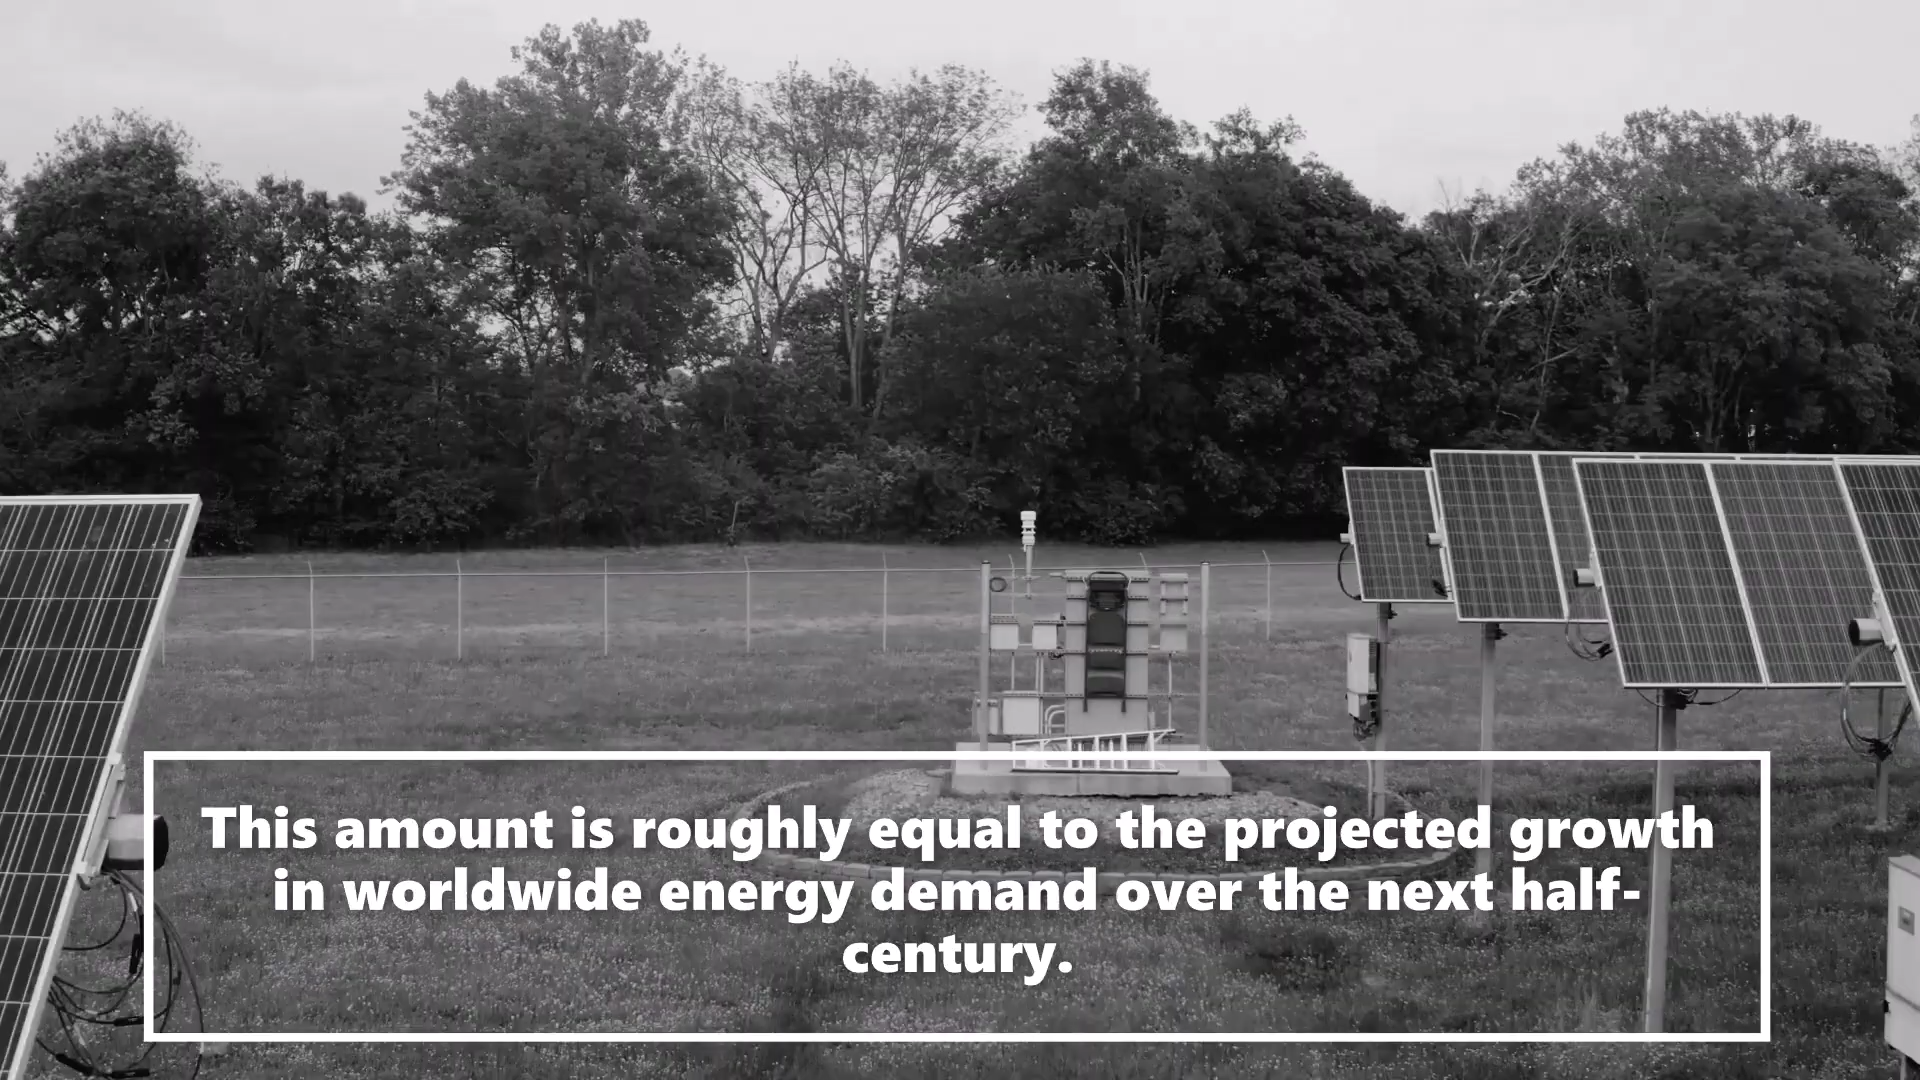 This amount is roughly equal to the projected growth
in worldwide energy demand over the next half-
century.